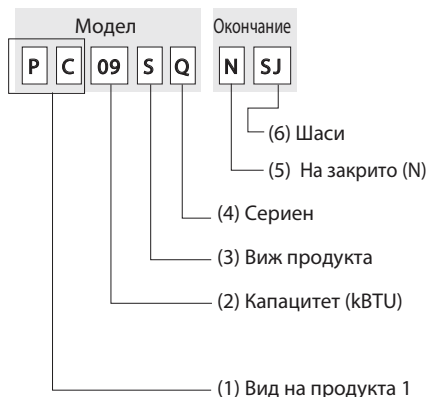 Модел Окончание
P C 09 S Q N SJ
(6) Шаси
(5) На закрито (N)
(4) Сериен
(3) Виж продукта
(2) Капацитет (kBTU)
(1) Вид на продукта 1